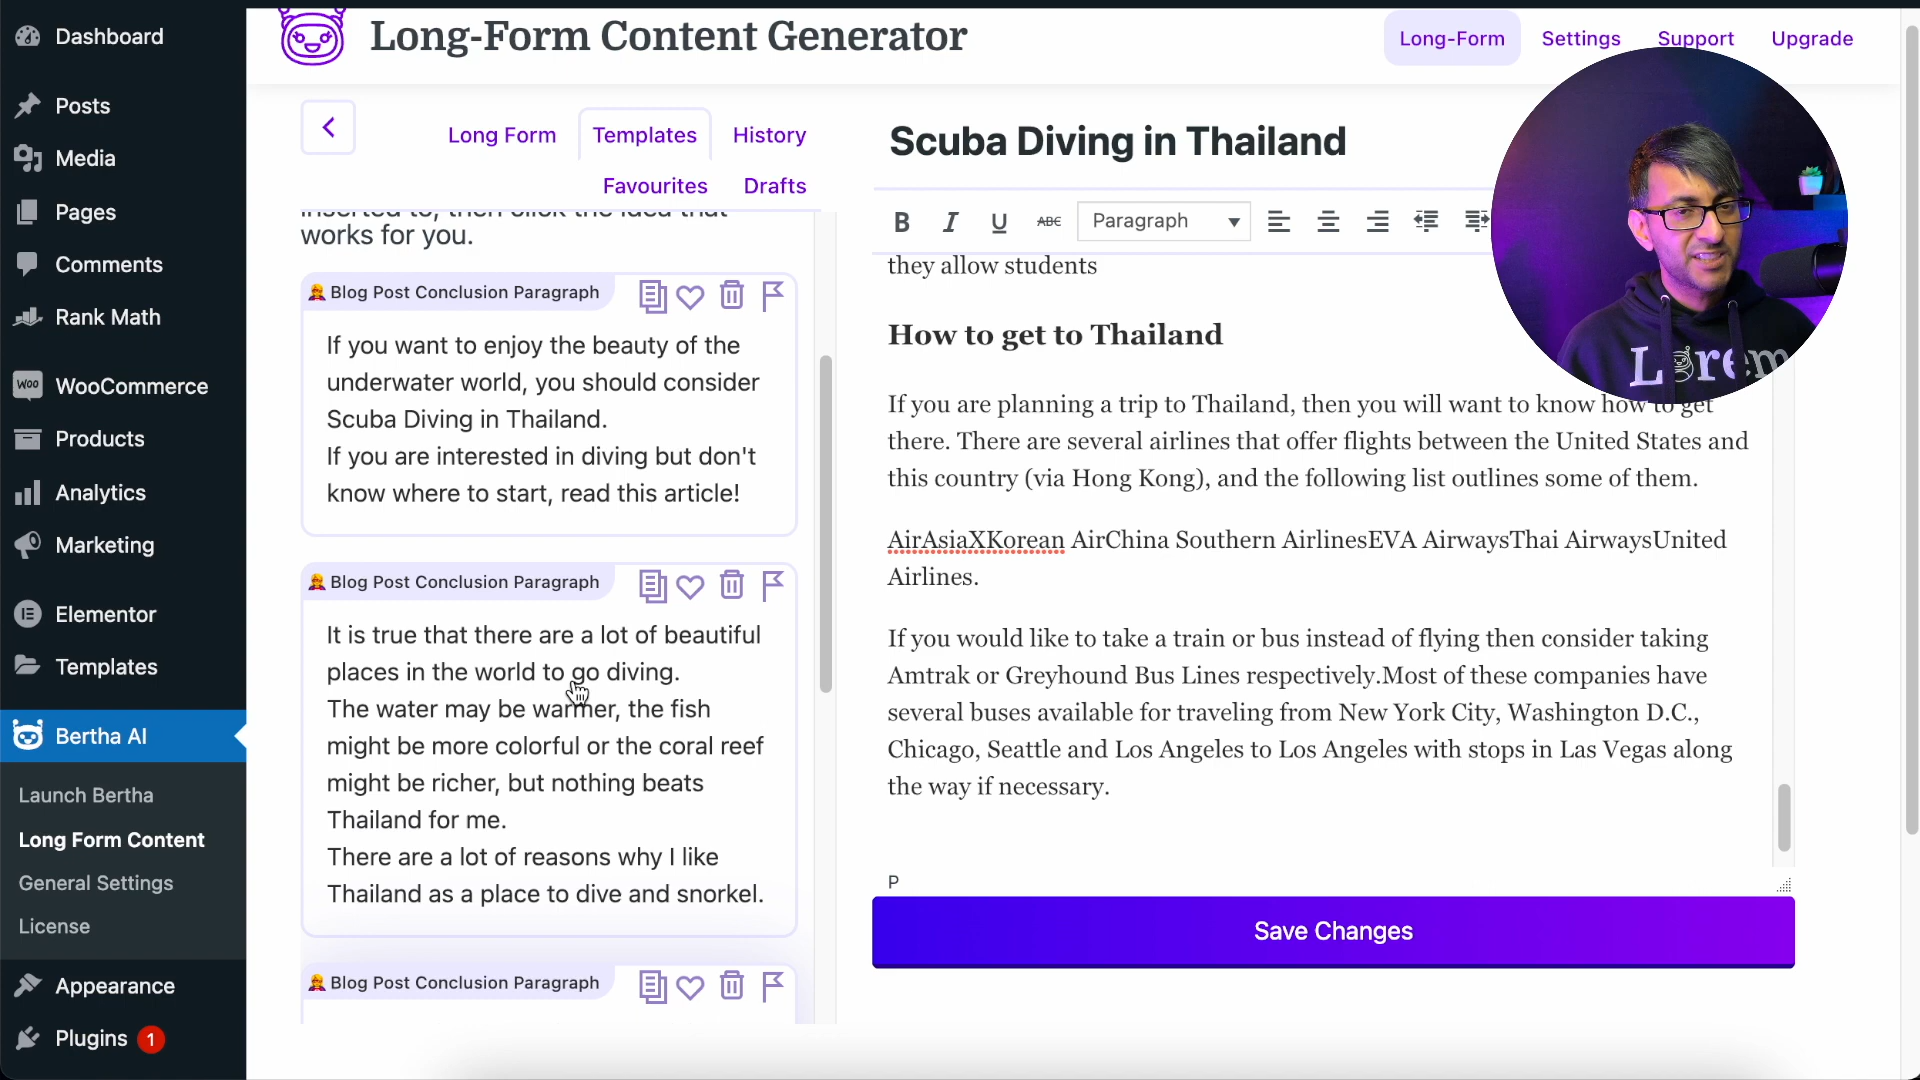 Dashboard
Posts
Media
Pages
Comments
Rank Math
WOO WooCommerce
Products
Analytics
Marketing
Elementor
Templates
Bertha AI
Launch Bertha
Long Form Content
General Settings
License
Appearance
Plugins 1
Long-Form Content Generator
Long-Form Settings Support Upgrade
Long Form Templates History
Favourites Drafts
inserted to, then click the idea that
works for you.
Blog Post Conclusion Paragraph
If you want to enjoy the beauty of the
underwater world, you should consider
Scuba Diving in Thailand.
If you are interested in diving but don't
know where to start, read this article!
Blog Post Conclusion Paragraph
It is true that there are a lot of beautiful
places in the world to go diving.
The water may be warmer, the fish
might be more colorful or the coral reef
might be richer, but nothing beats
Thailand for me.
There are a lot of reasons why I like
Thailand as a place to dive and snorkel.
Blog Post Conclusion Paragraph
Scuba Diving in Thailand
B I U ABC Paragraph
they allow students
How to get to Thailand
If you are planning a trip to Thailand, then you will want to know how to get
there. There are several airlines that offer flights between the United States and
this country (via Hong Kong), and the following list outlines some of them.
AirAsiaXKorean AirChina Southern AirlinesEVA AirwaysThai AirwaysUnited
Airlines.
If you would like to take a train or bus instead of flying then consider taking
Amtrak or Greyhound Bus Lines respectively.Most of these companies have
several buses available for traveling from New York City, Washington D.C.,
Chicago, Seattle and Los Angeles to Los Angeles with stops in Las Vegas along
the way if necessary.
P
Save Changes
Lorem